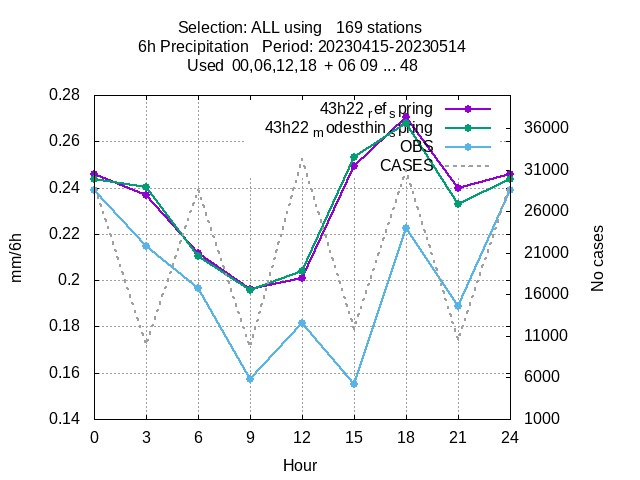 Selection: ALL using   169 stations
6h Precipitation   Period: 20230415-20230514
Used  00,06,12,18  + 06 09 ... 48
0.28
0.26
0.24
0.22
0.2
0.18
0.16
0.14
mm/6h
43h22 ref spring
43h22 modesthin spring
OBS
CASES
36000
31000
26000
21000
16000
11000
6000
1000
No cases
0 3 6 9 12 15 18 21 24
Hour